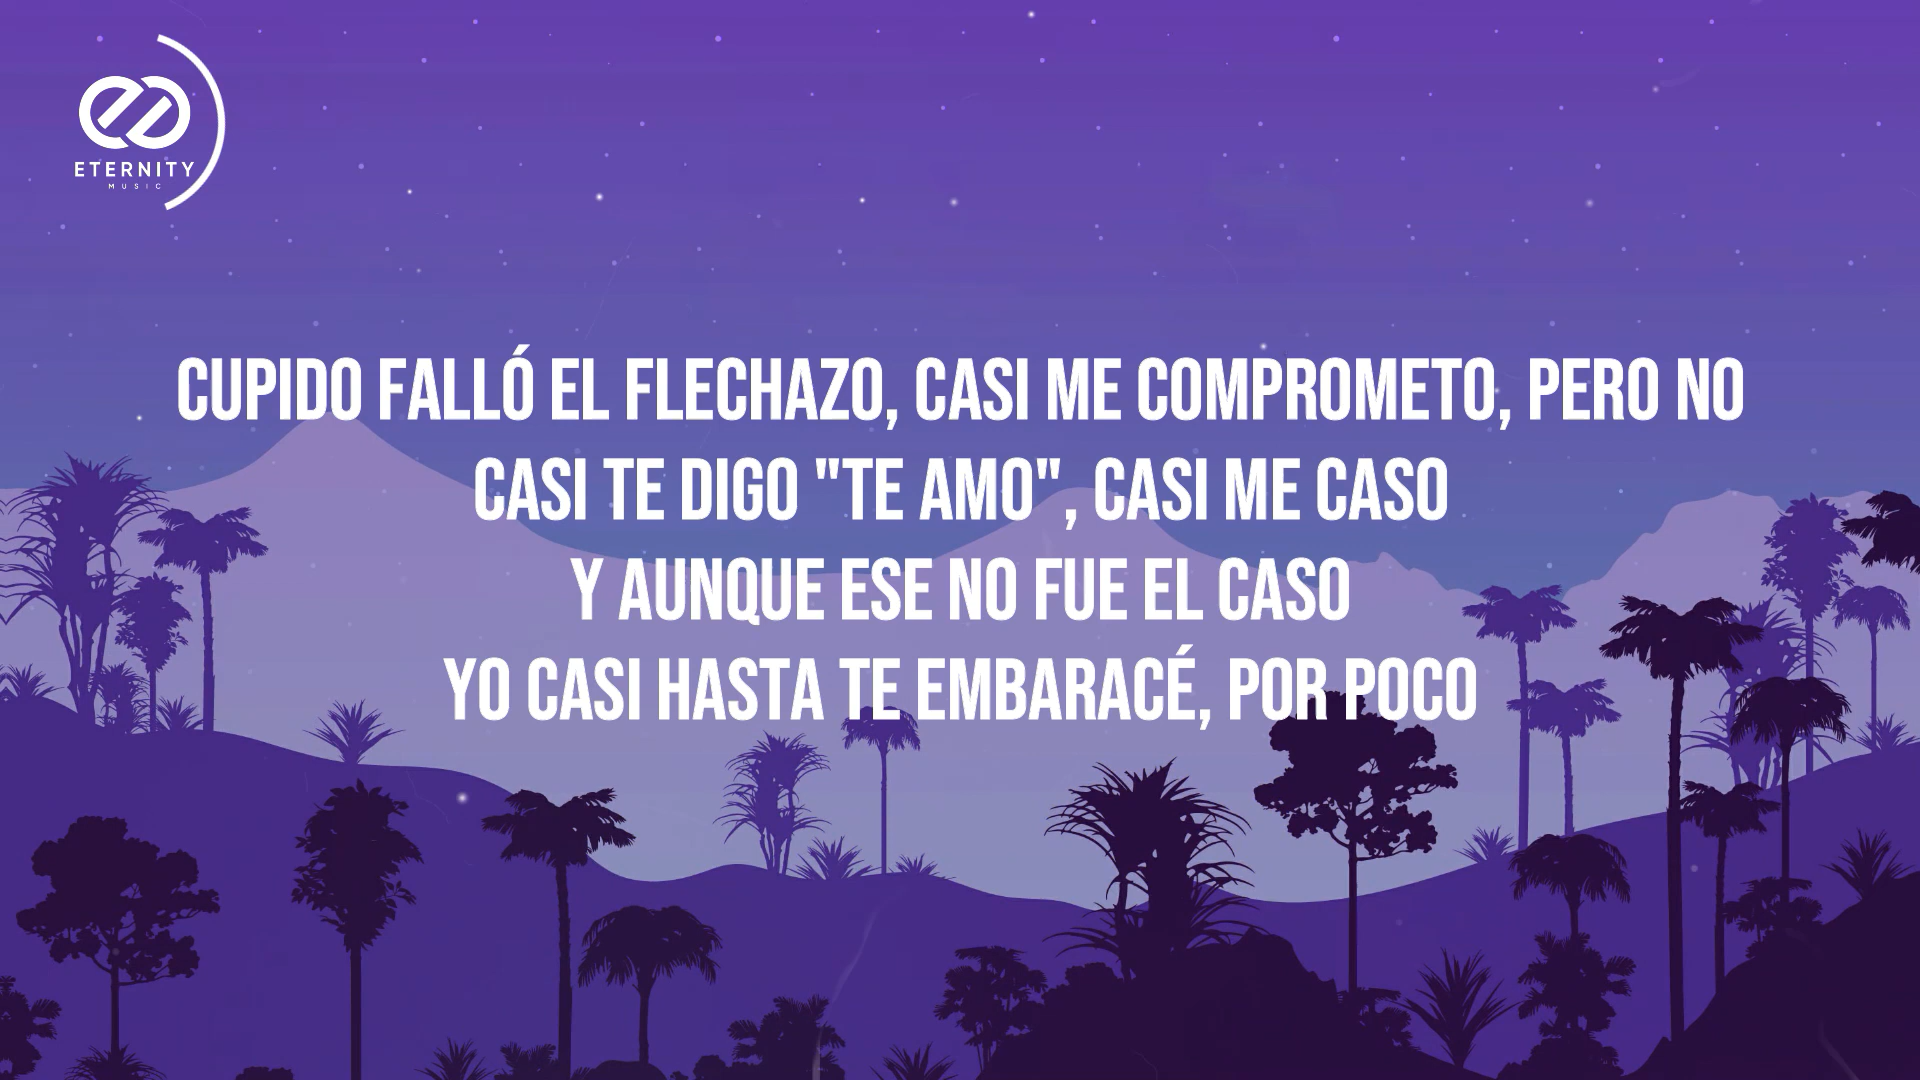 ETERNITY
MUSIC
CUPIDO FALLÓ EL FLECHAZO, CASI ME COMPROMETO, PERO NO
CASI TE DIGO "TE AMO", CASI ME CASO
Y AUNQUE ESE NO FUE EL CASO
YO CASI HASTA TE EMBARACÉ, POR POCO